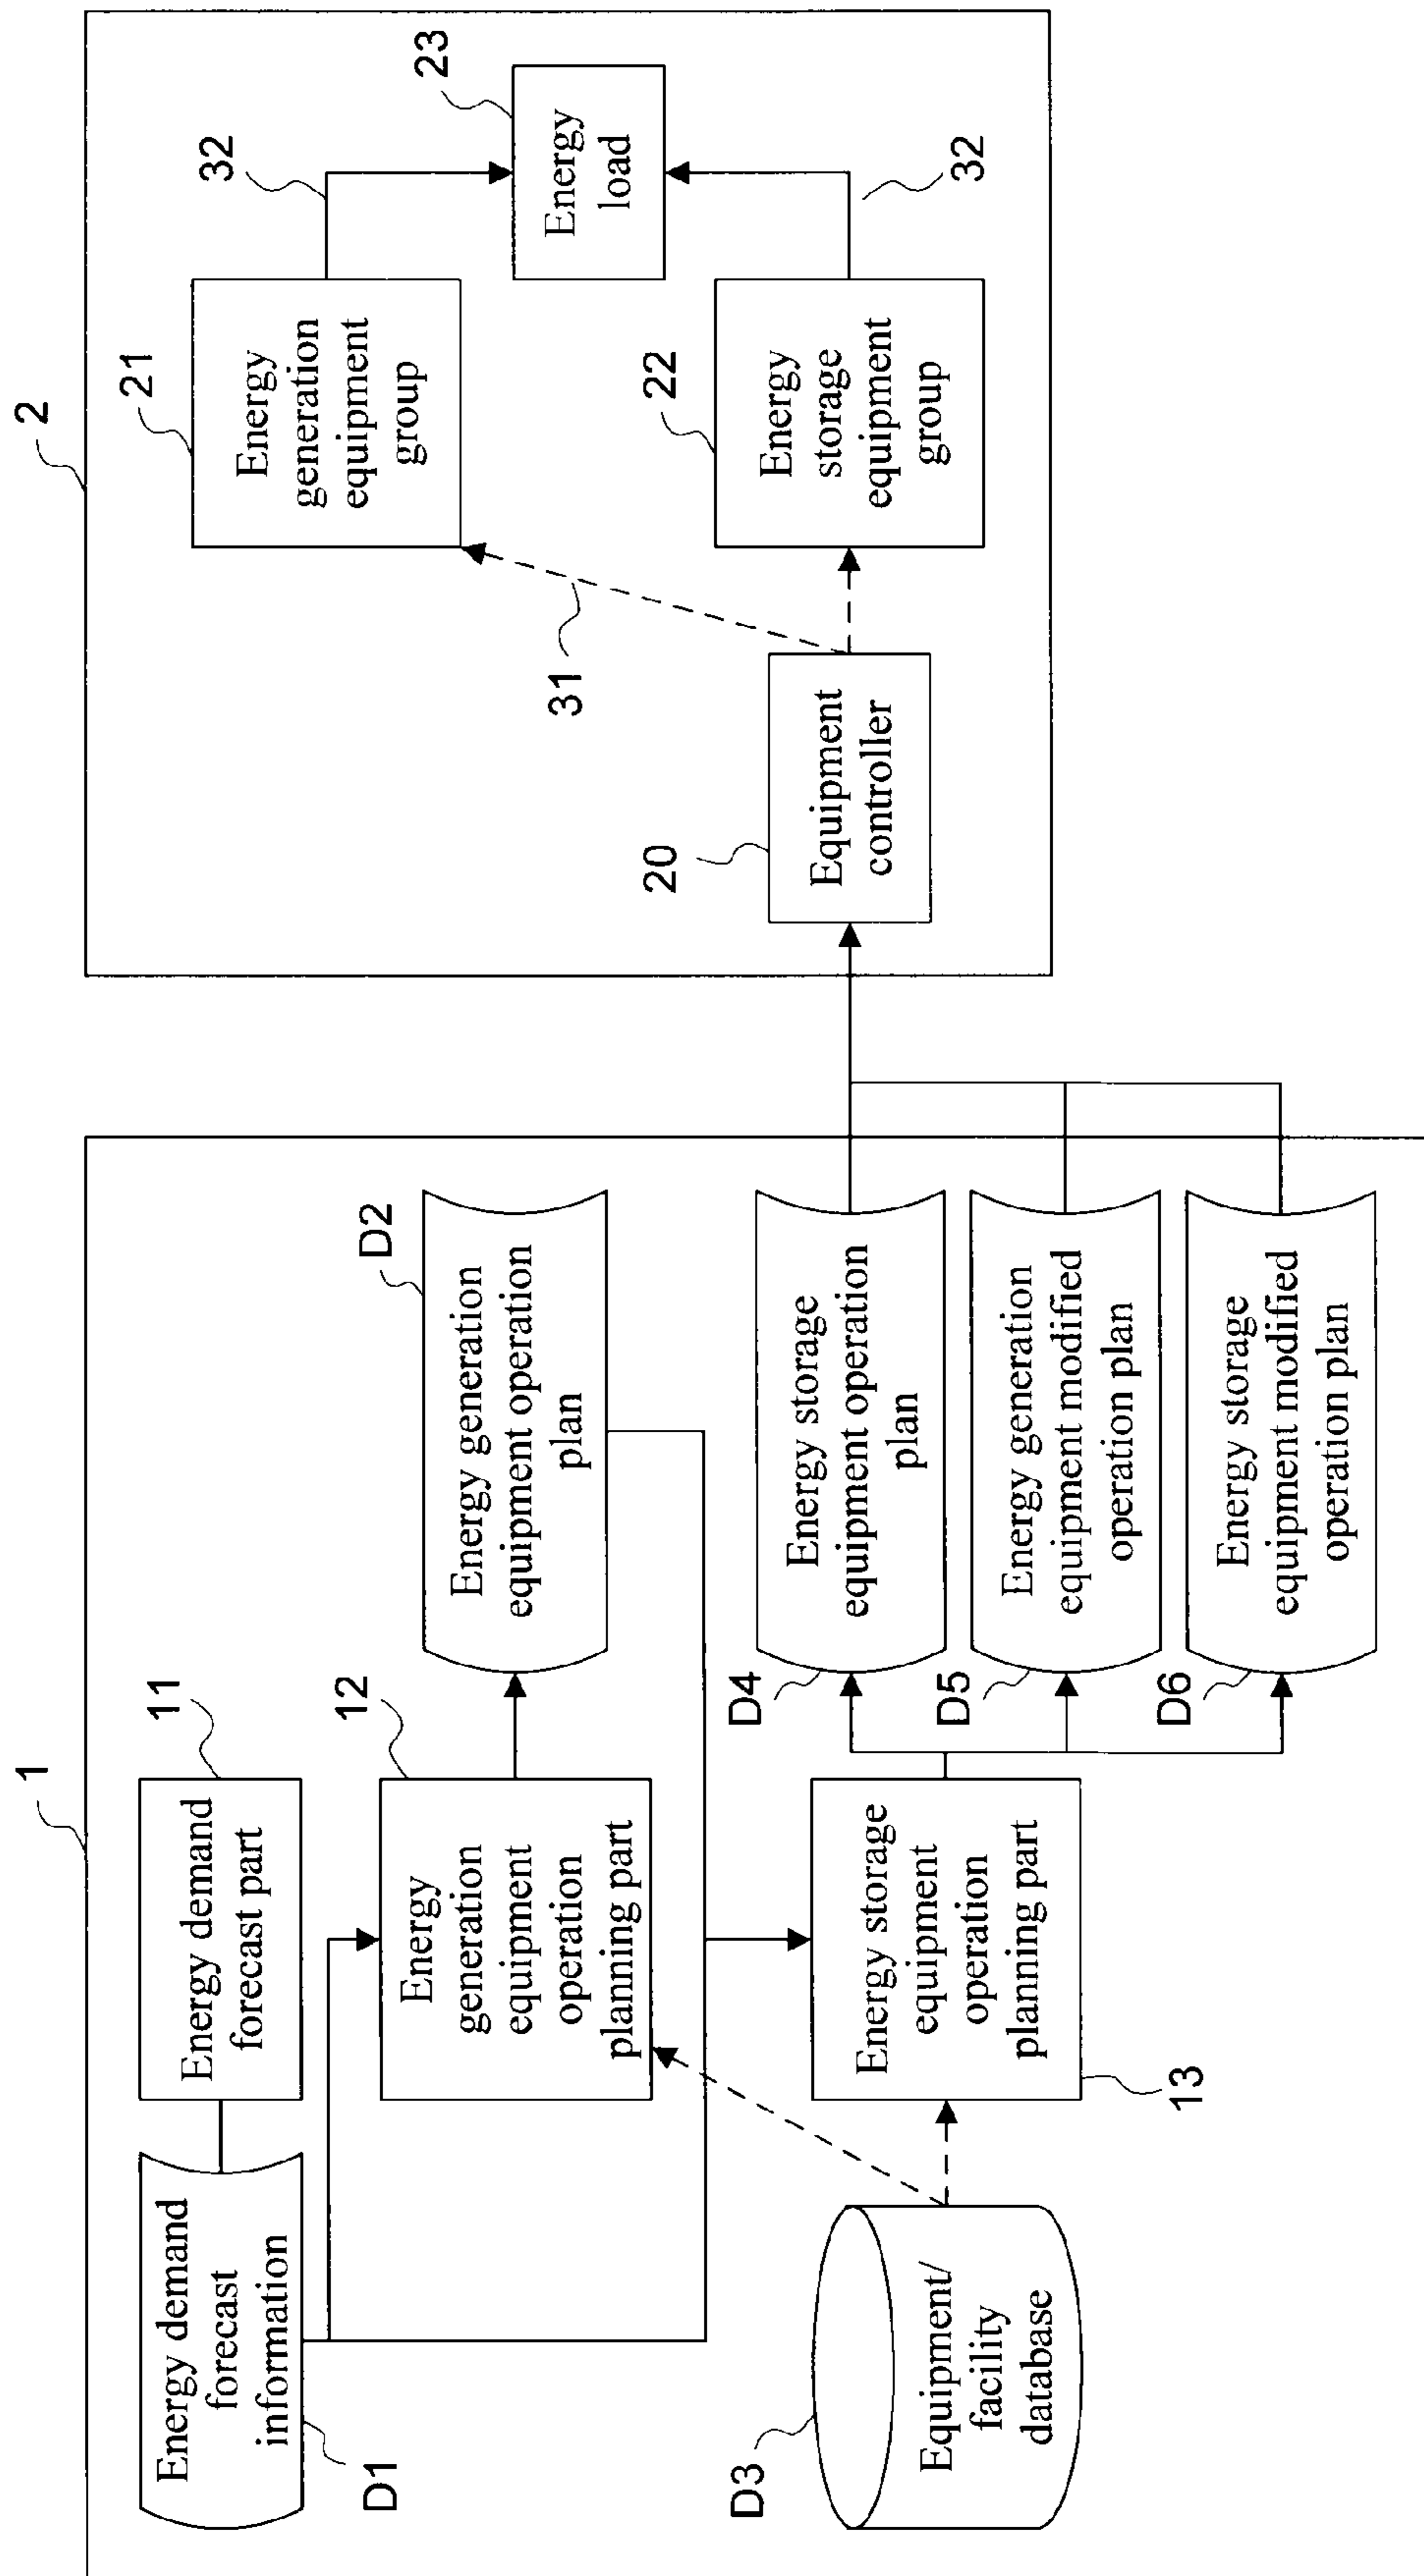 1
Energy demand
forecast
information
D1
Energy demand
forecast part
11
Energy
generation
equipment
operation
planning part
12
Energy generation
equipment operation
plan
D2
Equipment/
facility
database
D3
Energy storage
equipment
operation
planning part
13
Energy storage
equipment operation
plan
D4
Energy generation
equipment modified
operation plan
D5
Energy storage
equipment modified
operation plan
D6
2
Equipment
controller
20
31
Energy
generation
equipment
group
21
Energy
storage
equipment
group
22
32
Energy
load
23
32